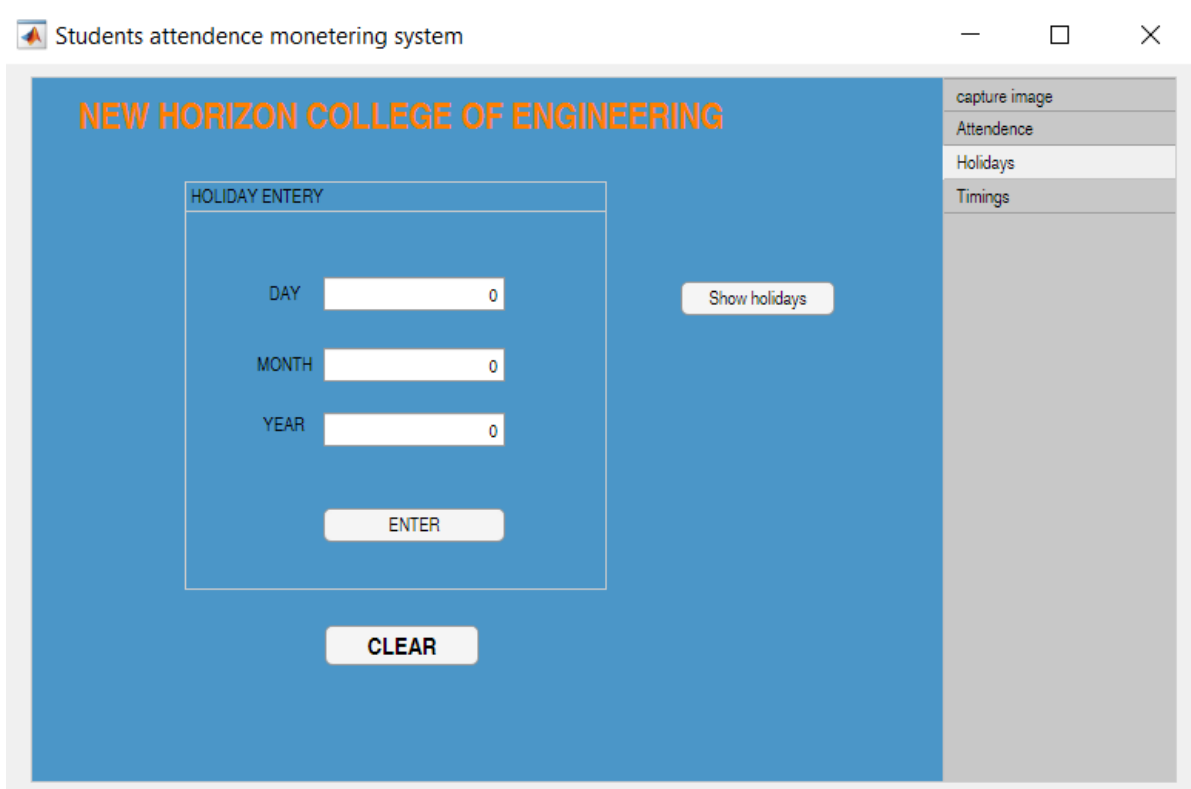 Students attendence monetering system
NEW HORIZON COLLEGE OF ENGINEERING
capture image
Attendence
Holidays
Timings
HOLIDAY ENTERY
DAY 0
Show holidays
MONTH 0
YEAR 0
ENTER
CLEAR